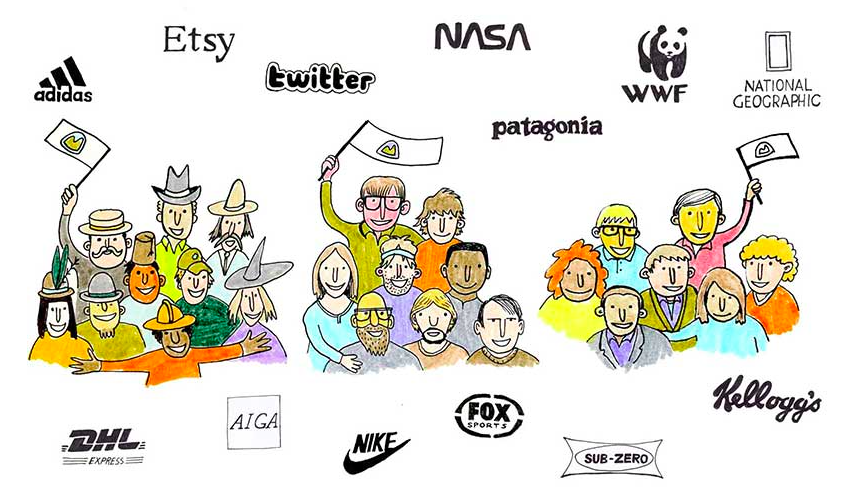 Etsy
NASA
adidas
twitter
WWF
NATIONAL
GEOGRAPHIC
patagonia
Kellogg's
DHL
EXPRESS
AIGA
NIKE
FOX
SPORTS
SUB-ZERO